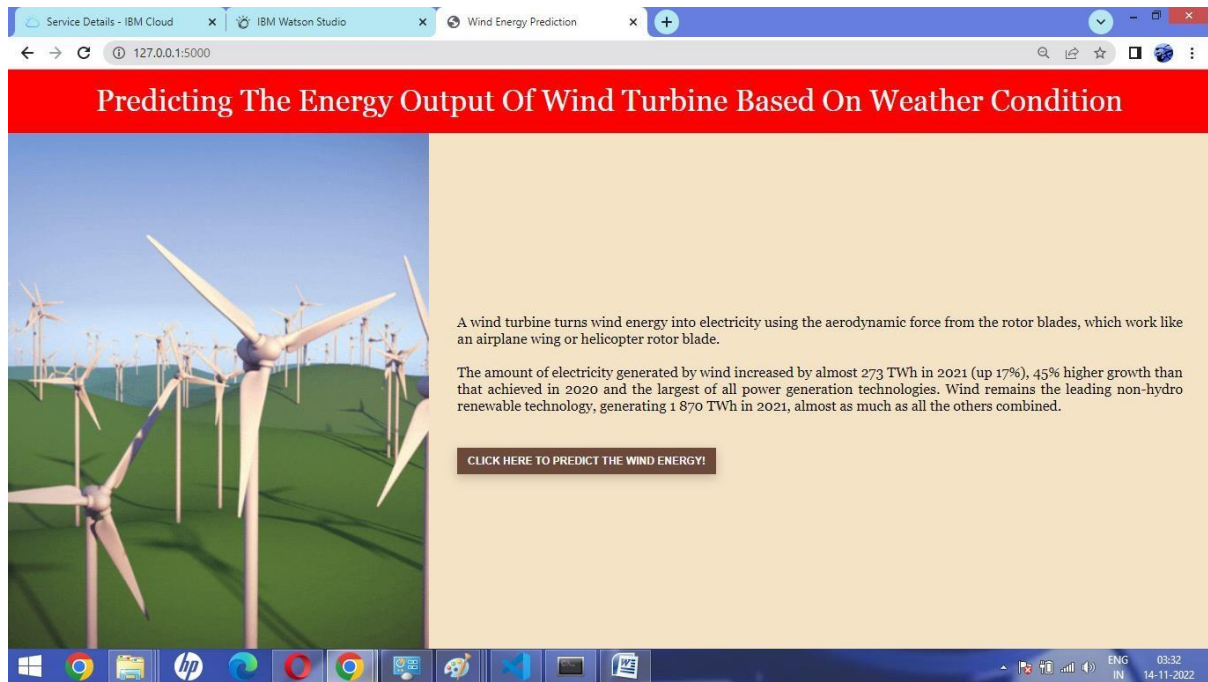 Service Details - IBM Cloud
IBM Watson Studio
Wind Energy Prediction
127.0.0.1:5000
Predicting The Energy Output Of Wind Turbine Based On Weather Condition
A wind turbine turns wind energy into electricity using the aerodynamic force from the rotor blades, which work like
an airplane wing or helicopter rotor blade.
The amount of electricity generated by wind increased by almost 273 TWh in 2021 (up 17%), 45% higher growth than
that achieved in 2020 and the largest of all power generation technologies. Wind remains the leading non-hydro
renewable technology, generating 1 870 TWh in 2021, almost as much as all the others combined.
CLICK HERE TO PREDICT THE WIND ENERGY!
hp
ENG 03:32
IN 14-11-2022